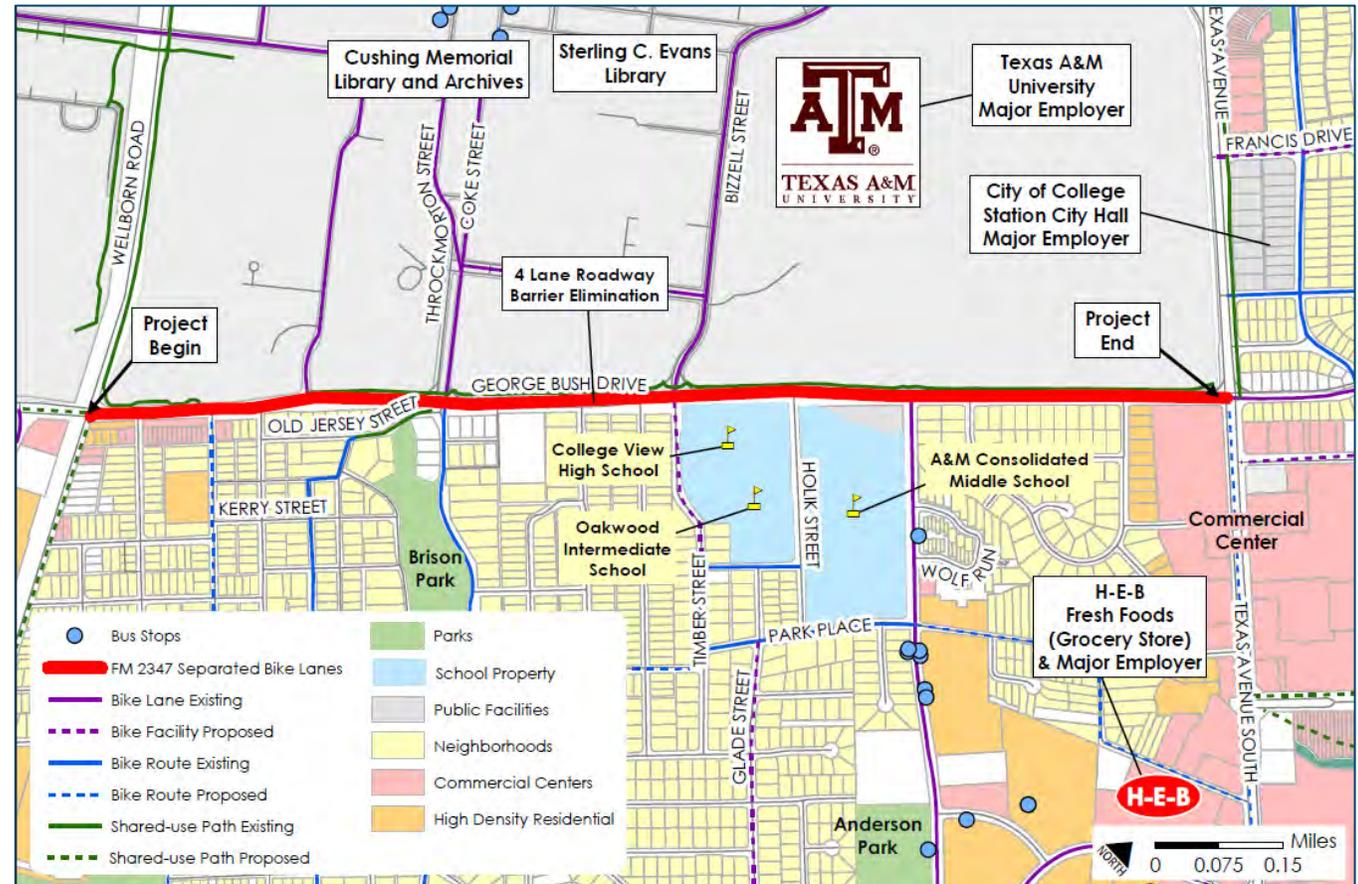 Cushing Memorial
Library and Archives
Sterling C. Evans
Library
ATM
®
TEXAS A&M
UNIVERSITY
Texas A&M
University
Major Employer
EXAS AVENUE
FRANCIS DRIVE
City of College
Station City Hall
Major Employer
WELLBORN ROAD
THROCKMORTON STREET
COKE STREET
BIZZELL STREET
4 Lane Roadway
Barrier Elimination
Project
Begin
Project
End
GEORGE BUSH DRIVE
OLD JERSEY STREET
College View
High School
HOLIK STREET
A&M Consolidated
Middle School
KERRY STREET
Oakwood
Intermediate
School
Commercial
Center
Brison
Park
WOLF RUN
TIMBER STREET
H-E-B
Fresh Foods
(Grocery Store)
& Major Employer
PARK PLACE
TEXAS AVENUE SOUTH
GLADE STREET
H-E-B
Anderson
Park
Bus Stops
FM 2347 Separated Bike Lanes
Bike Lane Existing
Bike Facility Proposed
Bike Route Existing
Bike Route Proposed
Shared-use Path Existing
Shared-use Path Proposed
Parks
School Property
Public Facilities
Neighborhoods
Commercial Centers
High Density Residential
NORTH
Miles
0 0.075 0.15